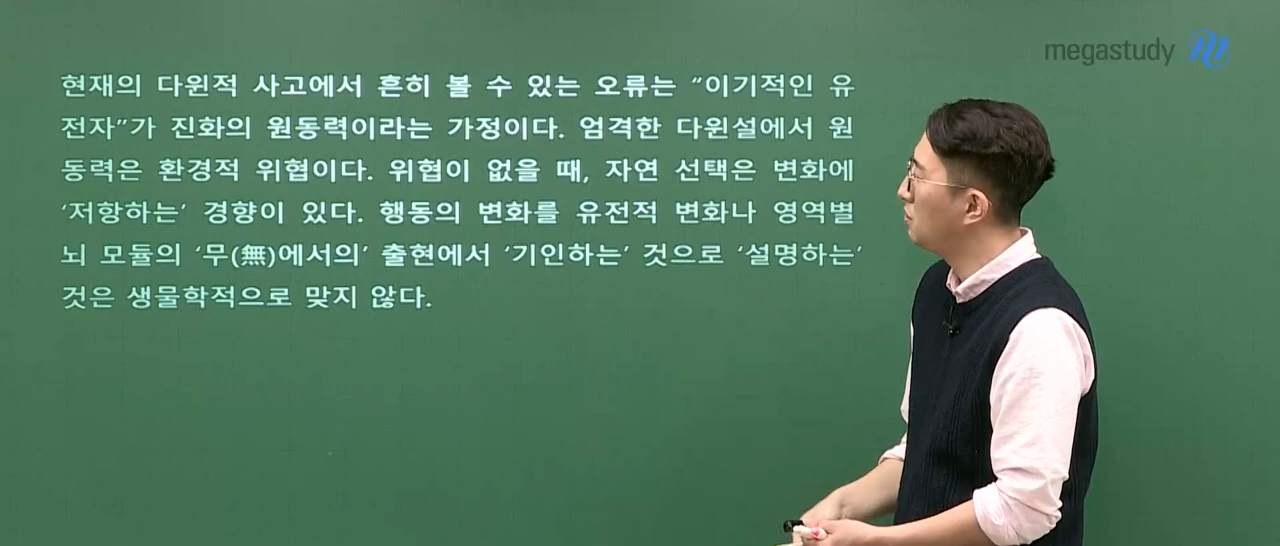 megastudy
현재의 다윈적 사고에서 흔히 볼 수 있는 오류는 “이기적인 유
전자”가 진화의 원동력이라는 가정이다. 엄격한 다윈설에서 원
동력은 환경적 위협이다. 위협이 없을 때, 자연 선택은 변화에
‘저항하는’ 경향이 있다. 행동의 변화를 유전적 변화나 영역별
뇌 모듈의 ‘무(無)에서의’ 출현에서 ‘기인하는’ 것으로 ‘설명하는’
것은 생물학적으로 맞지 않다.